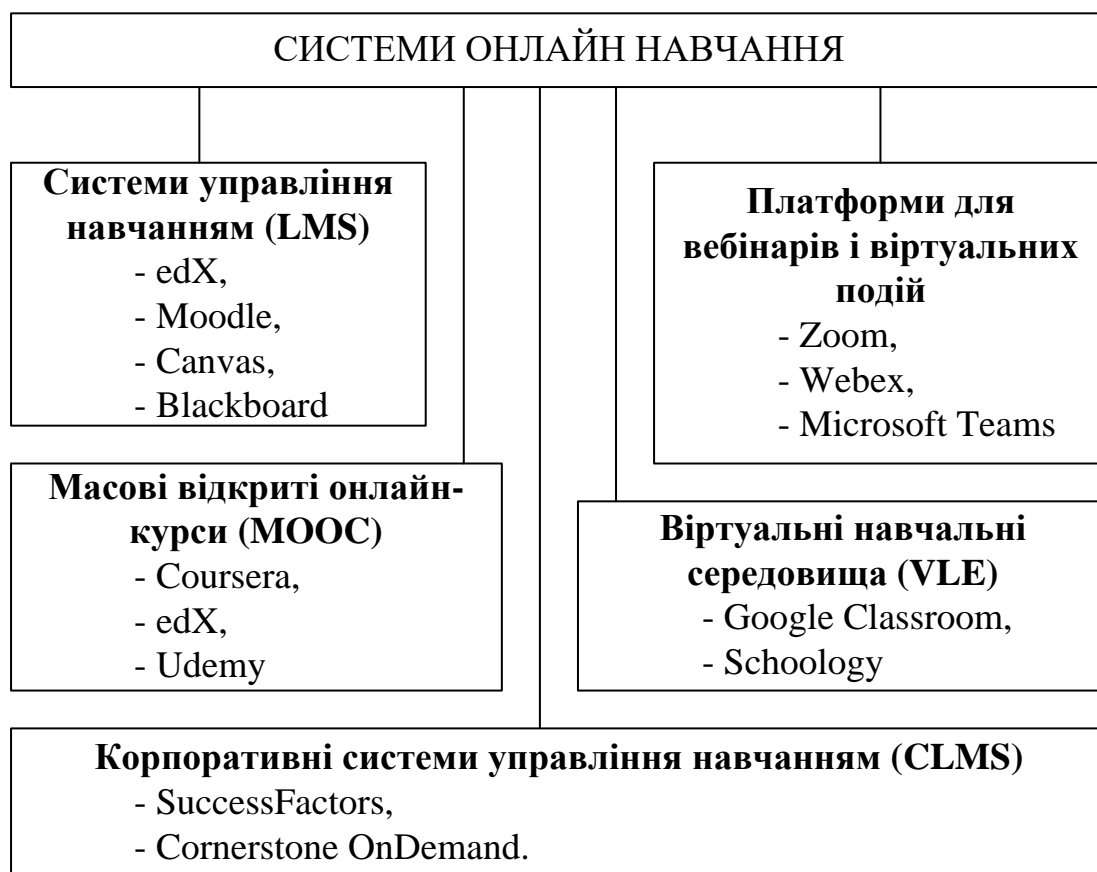 СИСТЕМИ ОНЛАЙН НАВЧАННЯ
Системи управління
навчанням (LMS)
- edX,
- Moodle,
- Canvas,
- Blackboard
Платформи для
вебінарів і віртуальних
подій
- Zoom,
- Webex,
- Microsoft Teams
Масові відкриті онлайн-
курси (MOOC)
- Coursera,
- edX,
- Udemy
Віртуальні навчальні
середовища (VLE)
- Google Classroom,
- Schoology
Корпоративні системи управління навчанням (CLMS)
- SuccessFactors,
- Cornerstone OnDemand.